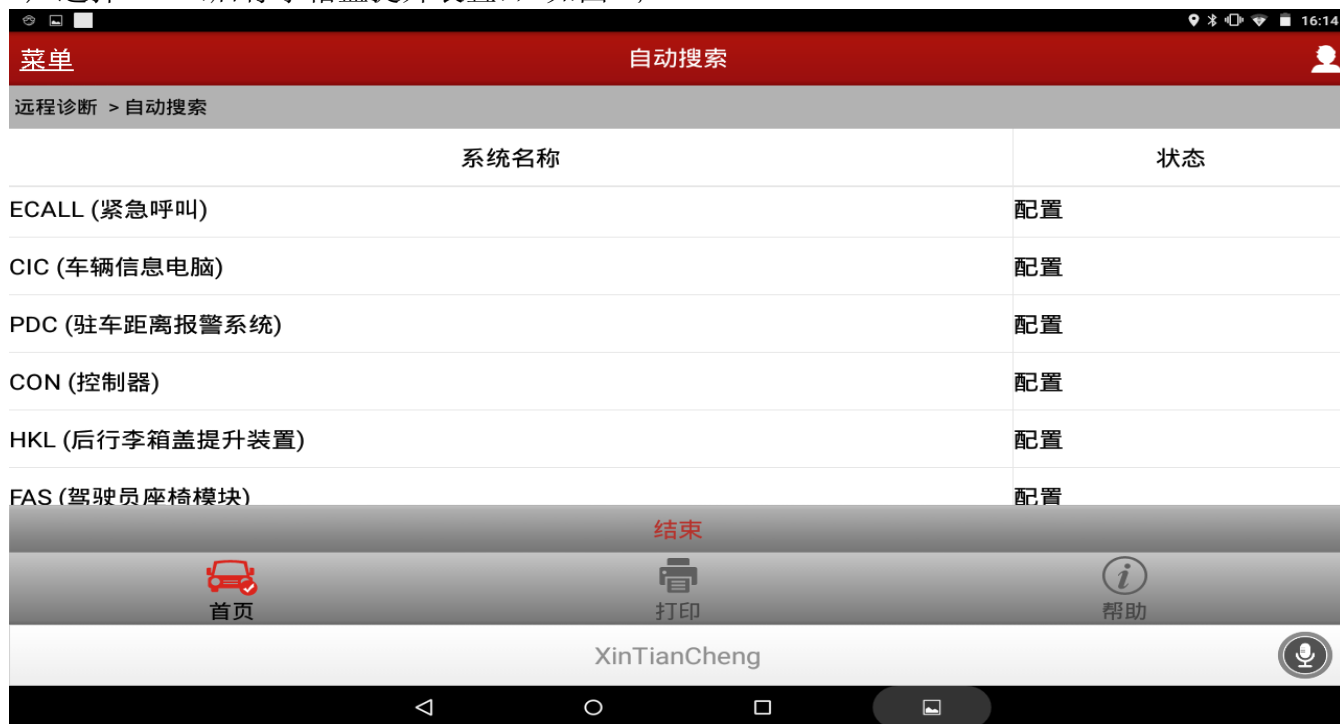 16:14
菜单
自动搜索
远程诊断 >自动搜索
系统名称 状态
ECALL (紧急呼叫) 配置
CIC (车辆信息电脑) 配置
PDC (驻车距离报警系统) 配置
CON (控制器) 配置
HKL (后行李箱盖提升装置) 配置
FAS (驾驶员座椅模块) 配置
结束
首页 打印 帮助
XinTianCheng